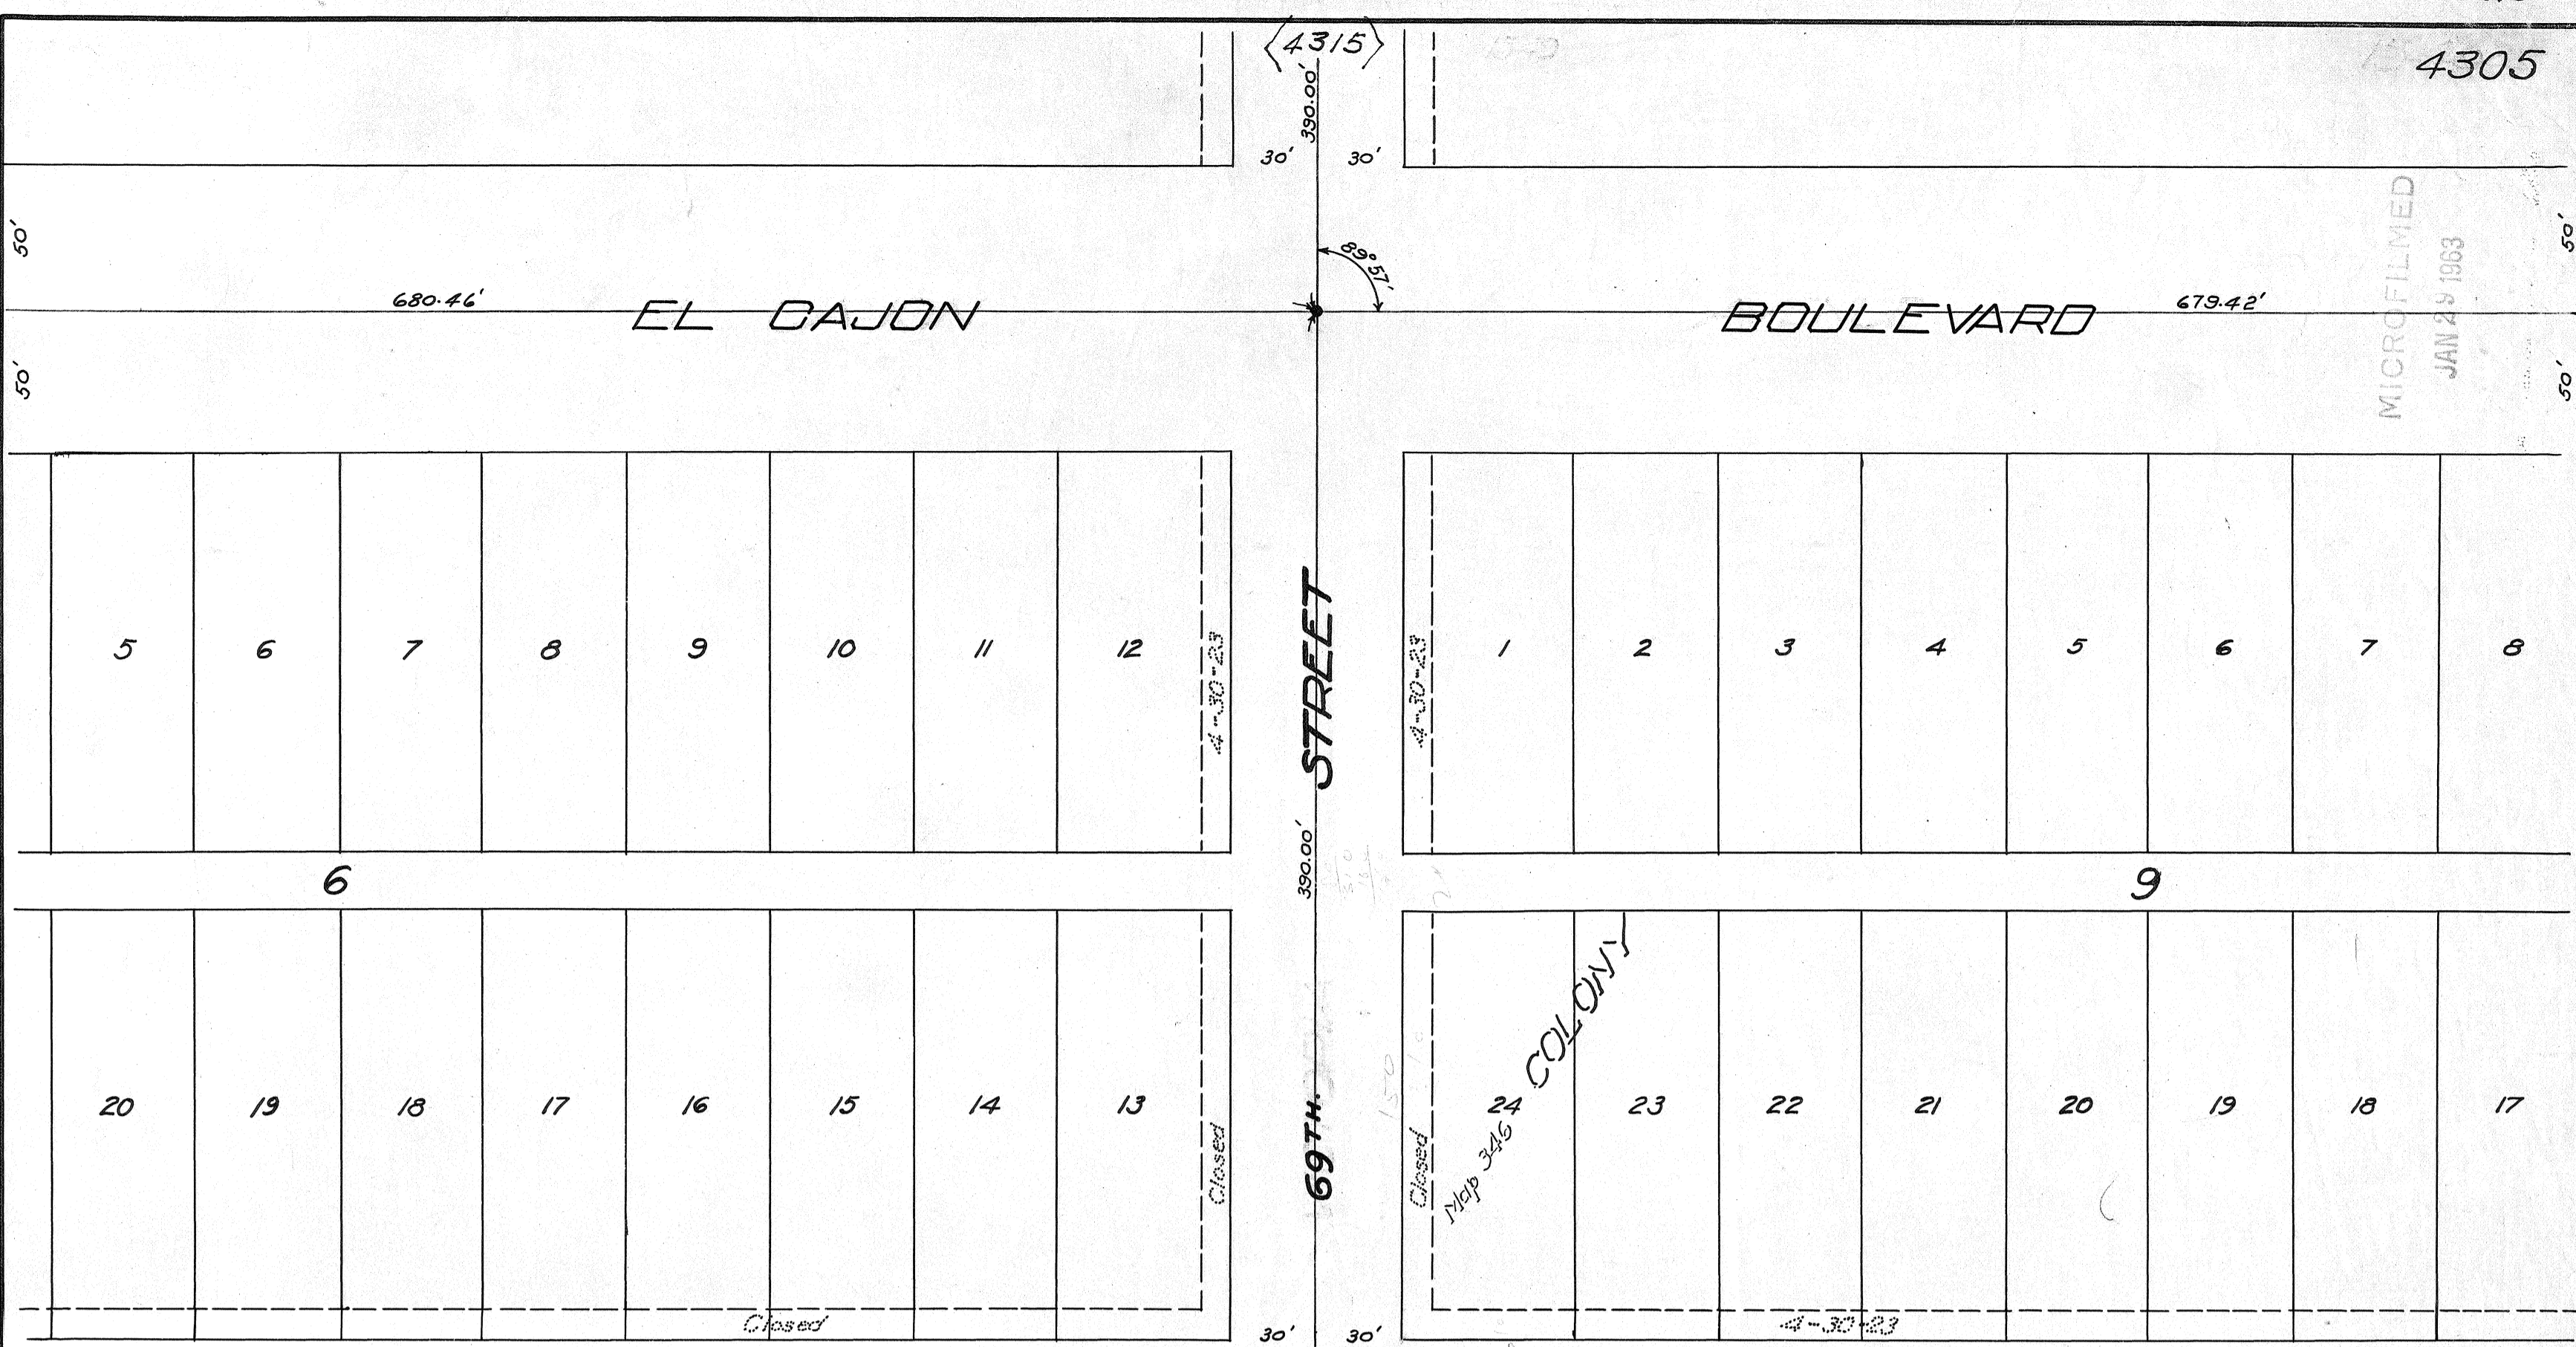 4315
4305
390.00'
30' 30'
50' 50'
89° 57'
680.46' EL CAJON BOULEVARD 679.42'
MICROFILMED
JAN 29 1963
50' 50'
5 6 7 8 9 10 11 12 4-30-23
STREET
4-30-23 1 2 3 4 5 6 7 8
390.00'
6 9
COLONY
150
20 19 18 17 16 15 14 13 Closed
69TH.
Closed 24 23 22 21 20 19 18 17
Map 346
Closed 4-30-23
30' 30'